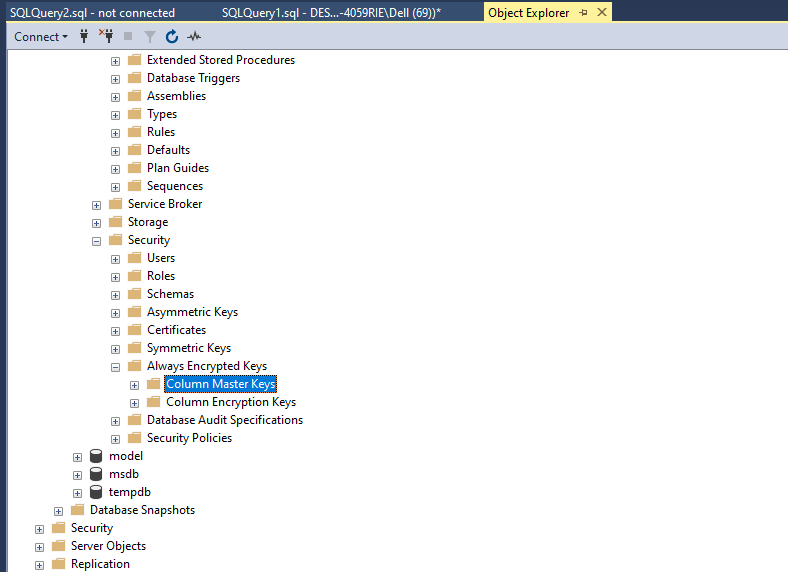 SQLQuery2.sql - not connected SQLQuery1.sql - DES...-4059RIE\Dell (69))* Object Explorer
Connect
Extended Stored Procedures
Database Triggers
Assemblies
Types
Rules
Defaults
Plan Guides
Sequences
Service Broker
Storage
Security
Users
Roles
Schemas
Asymmetric Keys
Certificates
Symmetric Keys
Always Encrypted Keys
Column Master Keys
Column Encryption Keys
Database Audit Specifications
Security Policies
model
msdb
tempdb
Database Snapshots
Security
Server Objects
Replication